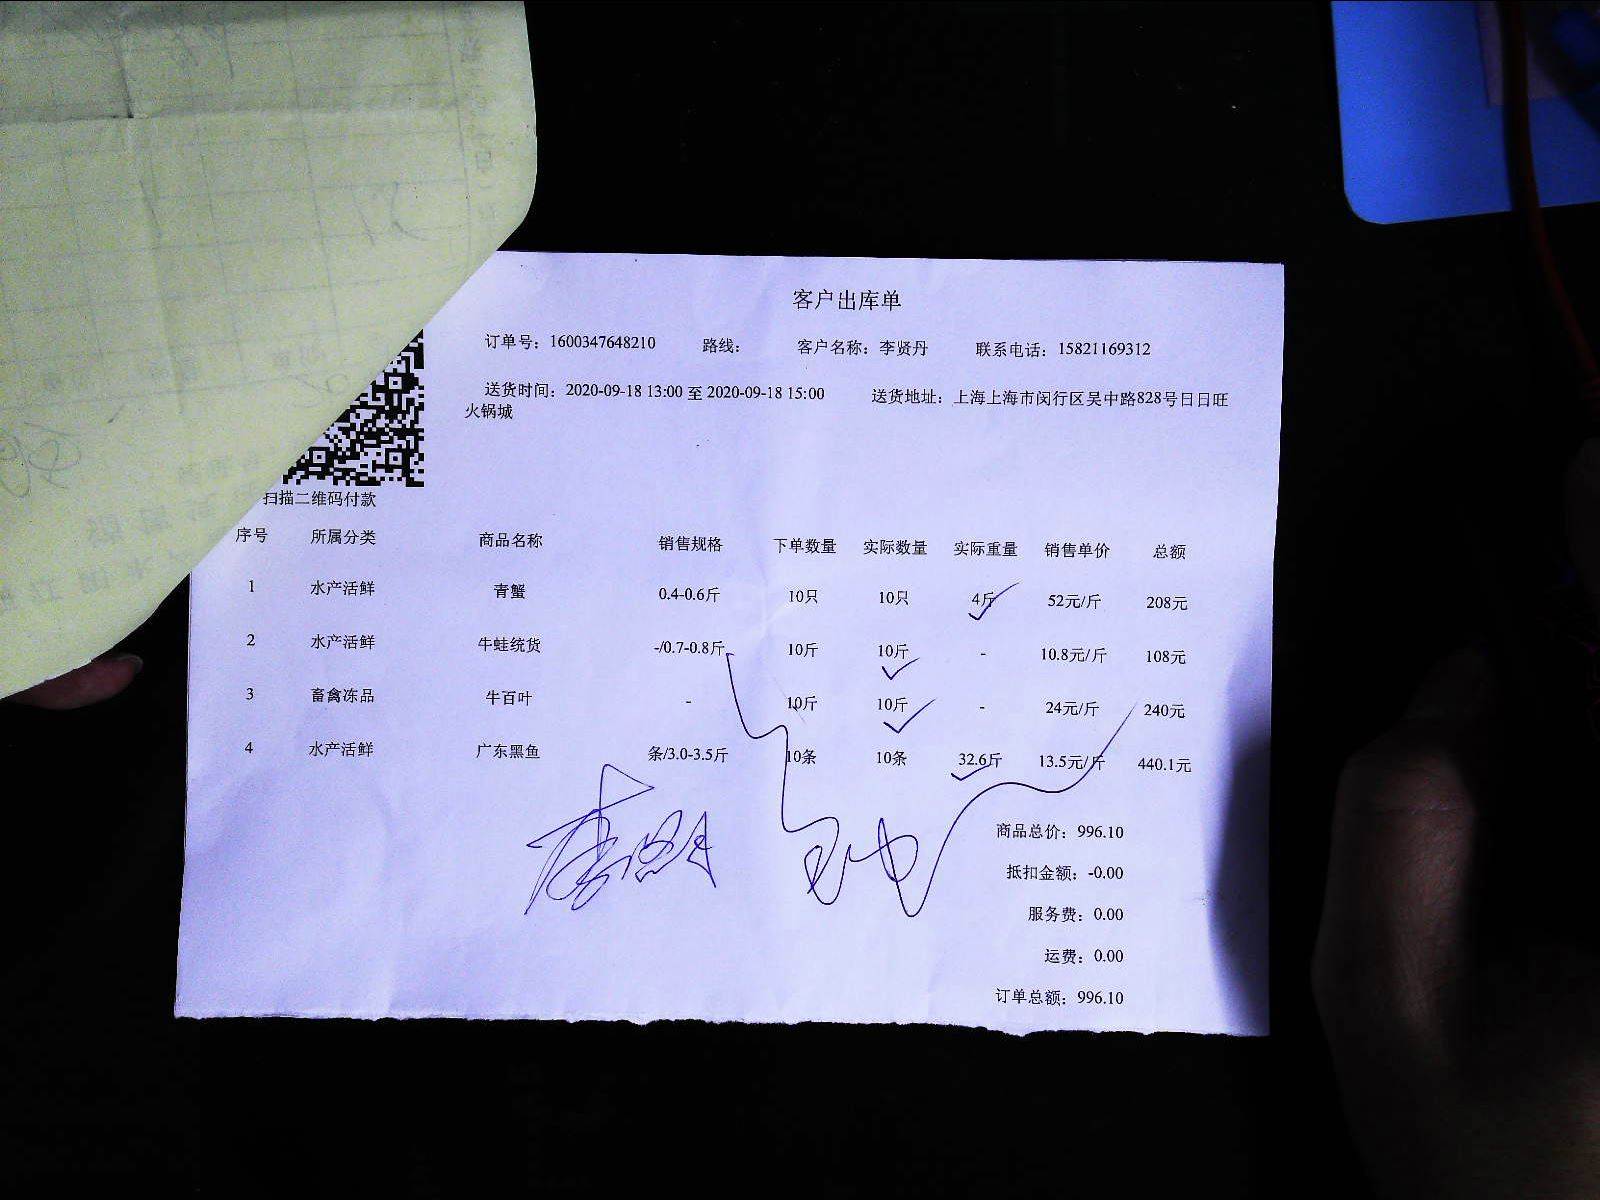 客户出库单
订单号：1600347648210 路线： 客户名称：李贤丹 联系电话：15821169312
送货时间：2020-09-18 13:00 至 2020-09-18 15:00 送货地址：上海上海市闵行区吴中路828号日日旺
火锅城
扫描二维码付款
序号 所属分类 商品名称 销售规格 下单数量 实际数量 实际重量 销售单价 总额
1 水产活鲜 青蟹 0.4-0.6斤 10只 10只 4斤 52元/斤 208元
2 水产活鲜 牛蛙统货 -/0.7-0.8斤 10斤 10斤 - 10.8元/斤 108元
3 畜禽冻品 牛百叶 - 10斤 10斤 - 24元/斤 240元
4 水产活鲜 广东黑鱼 条/3.0-3.5斤 10条 10条 32.6斤 13.5元/斤 440.1元
商品总价：996.10
抵扣金额：-0.00
服务费：0.00
运费：0.00
订单总额：996.10